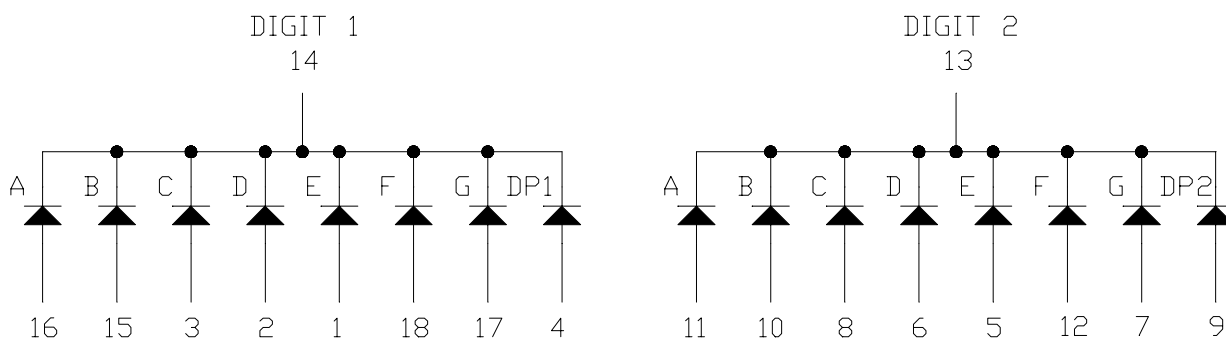 DIGIT 1
14
A B C D E F G DP1
16 15 3 2 1 18 17 4
DIGIT 2
13
A B C D E F G DP2
11 10 8 6 5 12 7 9